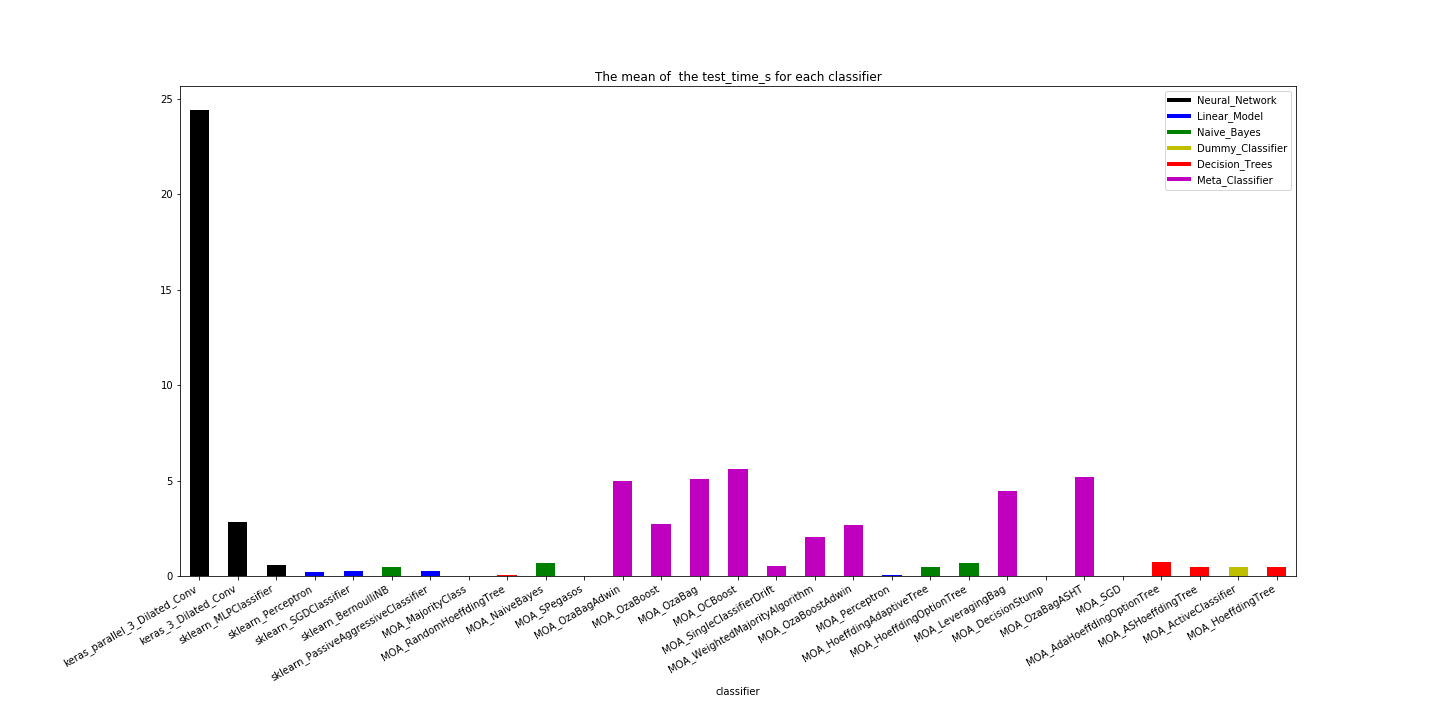 The mean of  the test_time_s for each classifier
25
20
15
10
5
0
Neural_Network
Linear_Model
Naive_Bayes
Dummy_Classifier
Decision_Trees
Meta_Classifier
keras_parallel_3_Dilated_Conv
keras_3_Dilated_Conv
sklearn_MLPClassifier
sklearn_Perceptron
sklearn_SGDClassifier
sklearn_BernoulliNB
sklearn_PassiveAggressiveClassifier
MOA_MajorityClass
MOA_RandomHoeffdingTree
MOA_NaiveBayes
MOA_SPegasos
MOA_OzaBagAdwin
MOA_OzaBoost
MOA_OzaBag
MOA_OCBoost
MOA_SingleClassifierDrift
MOA_WeightedMajorityAlgorithm
MOA_OzaBoostAdwin
MOA_Perceptron
MOA_HoeffdingAdaptiveTree
MOA_HoeffdingOptionTree
MOA_LeveragingBag
MOA_DecisionStump
MOA_OzaBagASHT
MOA_SGD
MOA_AdaHoeffdingOptionTree
MOA_ASHoeffdingTree
MOA_ActiveClassifier
MOA_HoeffdingTree
classifier